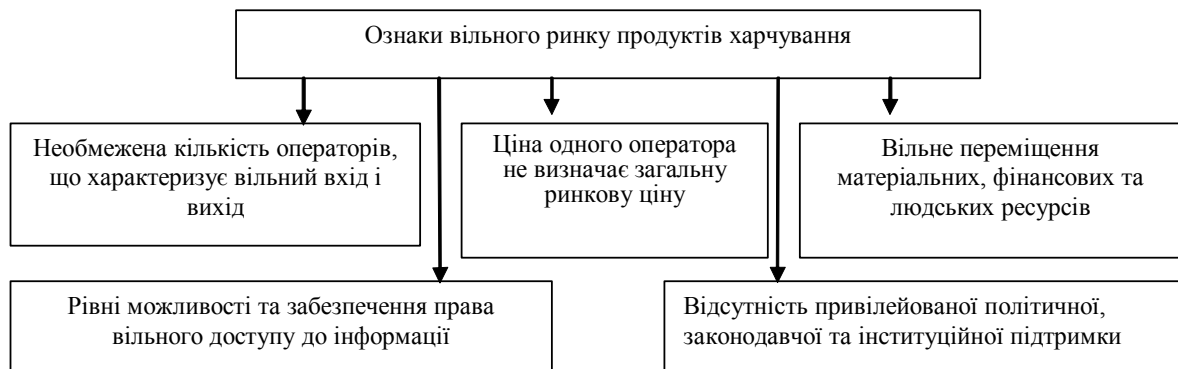 Ознаки вільного ринку продуктів харчування
Необмежена кількість операторів,
що характеризує вільний вхід і
вихід
Ціна одного оператора
не визначає загальну
ринкову ціну
Вільне переміщення
матеріальних, фінансових та
людських ресурсів
Рівні можливості та забезпечення права
вільного доступу до інформації
Відсутність привілейованої політичної,
законодавчої та інституційної підтримки